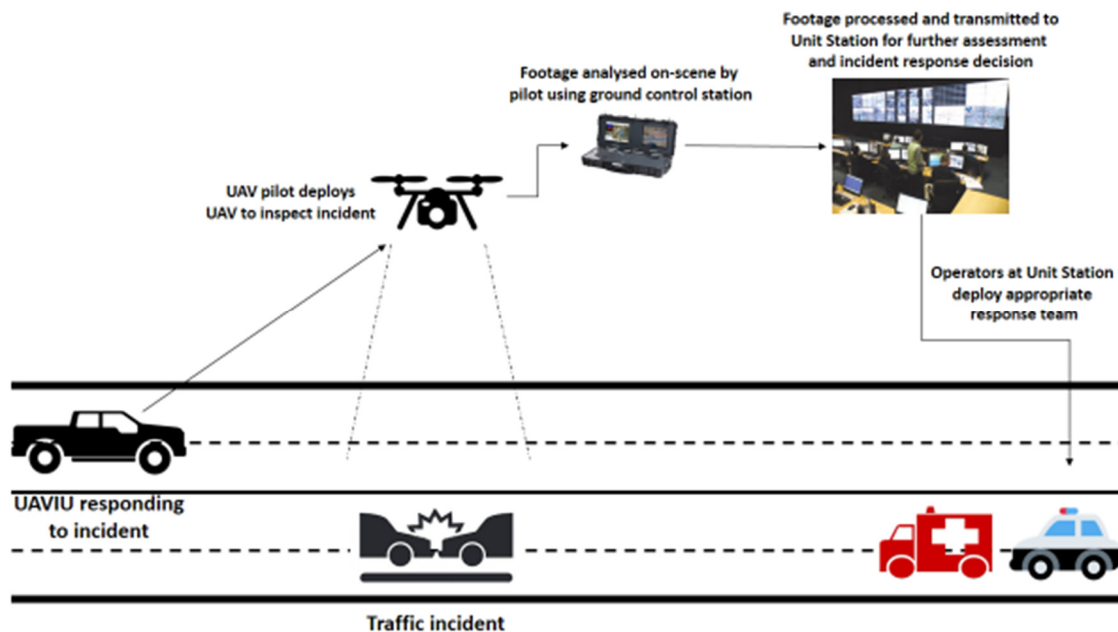 Footage processed and transmitted to
Unit Station for further assessment
and incident response decision
Footage analysed on-scene by
pilot using ground control station
UAV pilot deploys
UAV to inspect incident
Operators at Unit Station
deploy appropriate
response team
UAVIU responding
to incident
Traffic incident